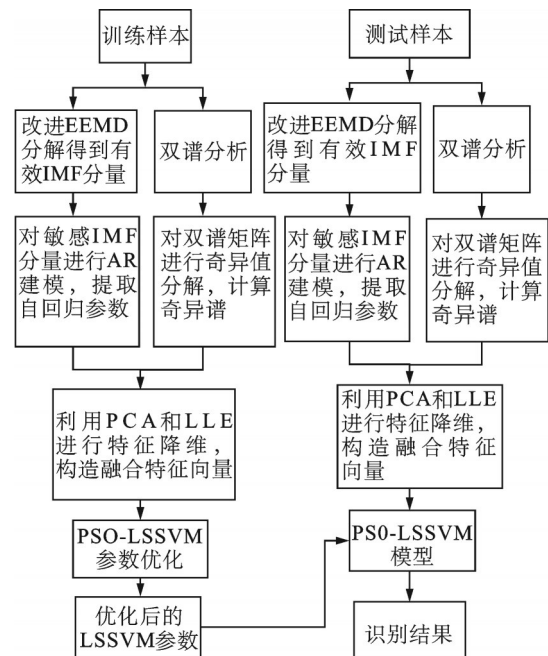 训练样本
测试样本
改进EEMD
分解得到有
效IMF分量
双谱分析
改进EEMD分解
得到有效IMF
分量
双谱分析
对敏感IMF
分量进行AR
建模，提取
自回归参数
对双谱矩阵
进行奇异值
分解，计算
奇异谱
对敏感IMF
分量进行AR
建模，提取
自回归参数
对双谱矩阵
进行奇异值
分解，计算
奇异谱
利用PCA和LLE
进行特征降维，
构造融合特征向量
利用PCA和LLE
进行特征降维，
构造融合特征
向量
PSO-LSSVM
参数优化
PS0-LSSVM
模型
优化后的
LSSVM参数
识别结果